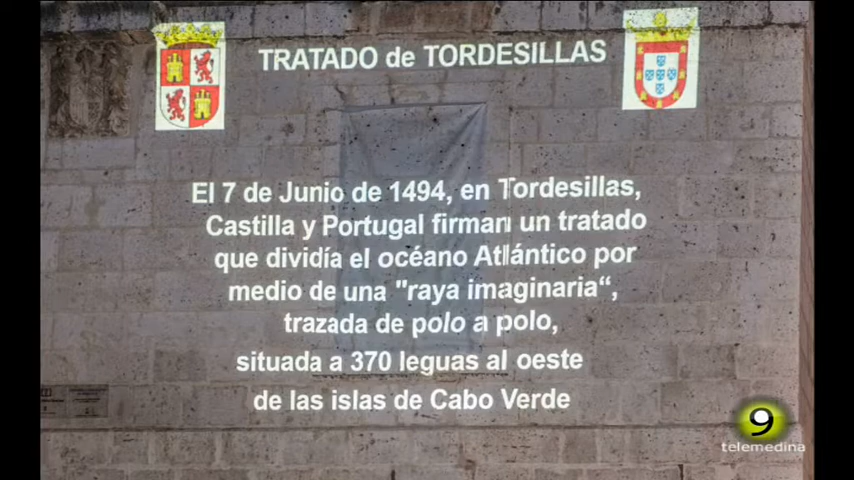 TRATADO de TORDESILLAS
El 7 de Junio de 1494, en Tordesillas,
Castilla y Portugal firman un tratado
que dividía el océano Atlántico por
medio de una "raya imaginaria“,
trazada de polo a polo,
situada a 370 leguas al oeste
de las islas de Cabo Verde
9
telemedina